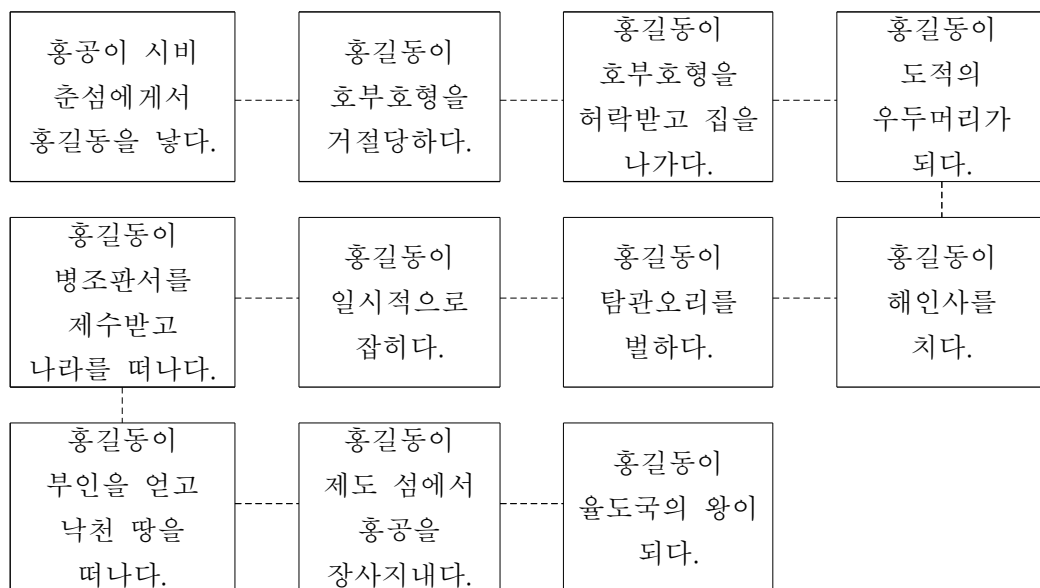 홍공이 시비
춘섬에게서
홍길동을 낳다.
홍길동이
호부호형을
거절당하다.
홍길동이
호부호형을
허락받고 집을
나가다.
홍길동이
도적의
우두머리가
되다.
홍길동이
해인사를
치다.
홍길동이
탐관오리를
벌하다.
홍길동이
일시적으로
잡히다.
홍길동이
병조판서를
제수받고
나라를 떠나다.
홍길동이
부인을 얻고
낙천 땅을
떠나다.
홍길동이
제도 섬에서
홍공을
장사지내다.
홍길동이
율도국의 왕이
되다.